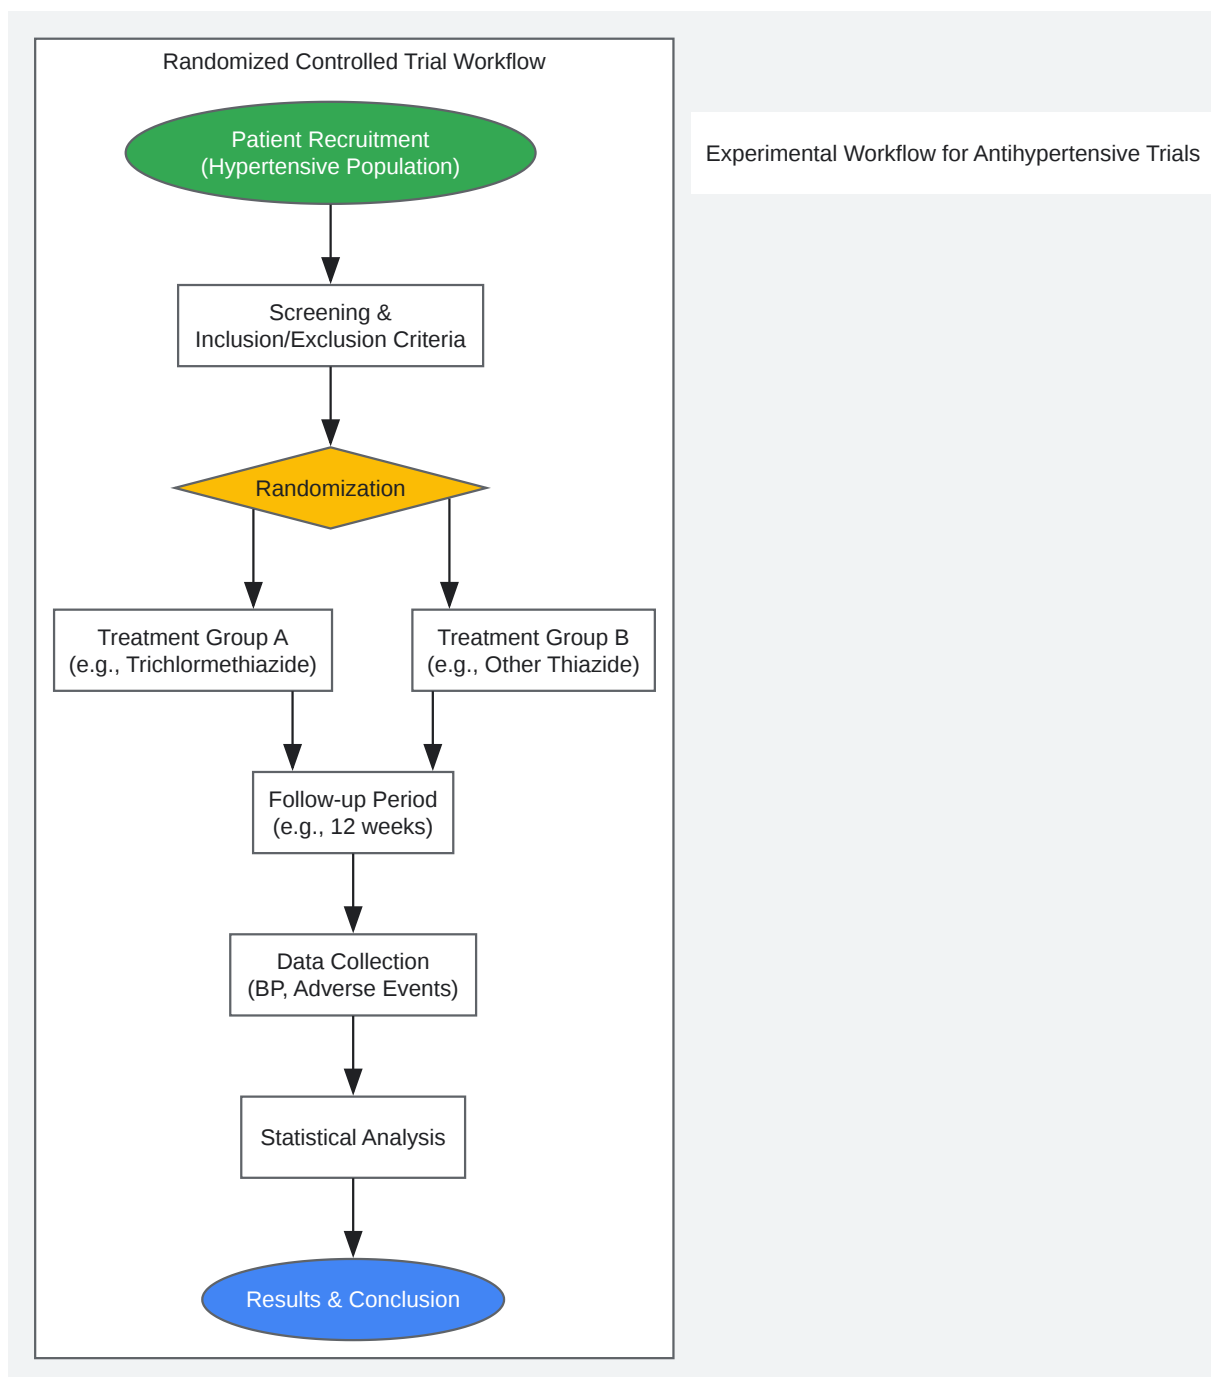 Randomized Controlled Trial Workflow
Patient Recruitment
(Hypertensive Population)
Experimental Workflow for Antihypertensive Trials
Screening &
Inclusion/Exclusion Criteria
Randomization
Treatment Group A
(e.g., Trichlormethiazide)
Treatment Group B
(e.g., Other Thiazide)
Follow-up Period
(e.g., 12 weeks)
Data Collection
(BP, Adverse Events)
Statistical Analysis
Results & Conclusion